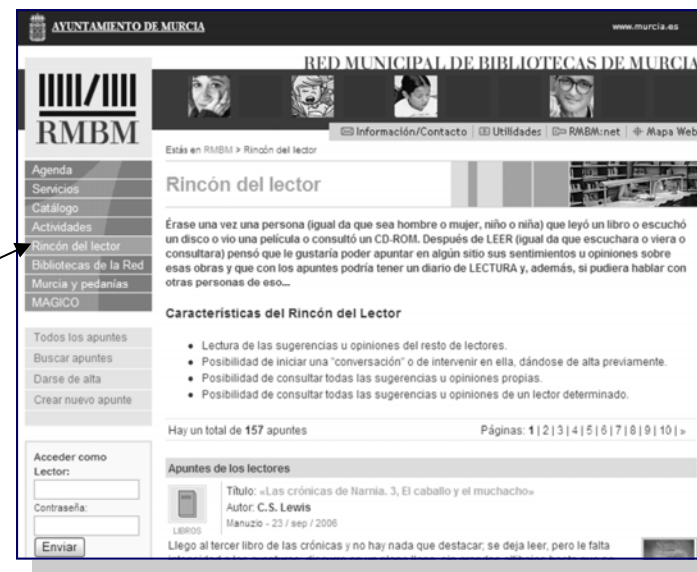 AYUNTAMIENTO DE MURCIA
www.murcia.es
RED MUNICIPAL DE BIBLIOTECAS DE MURCIA
RMBM
Información/Contacto | Utilidades | RMBM:net | Mapa Web
Estás en RMBM > Rincón del lector
Agenda
Servicios
Catálogo
Actividades
Rincón del lector
Bibliotecas de la Red
Murcia y pedanías
MAGICO
Todos los apuntes
Buscar apuntes
Darse de alta
Crear nuevo apunte
Acceder como
Lector:
Contraseña:
Enviar
Rincón del lector
Érase una vez una persona (igual da que sea hombre o mujer, niño o niña) que leyó un libro o escuchó
un disco o vio una película o consultó un CD-ROM. Después de LEER (igual da que escuchara o viera o
consultara) pensó que le gustaría poder apuntar en algún sitio sus sentimientos u opiniones sobre
esas obras y que con los apuntes podría tener un diario de LECTURA y, además, si pudiera hablar con
otras personas de eso...
Características del Rincón del Lector
• Lectura de las sugerencias u opiniones del resto de lectores.
• Posibilidad de iniciar una "conversación" o de intervenir en ella, dándose de alta previamente.
• Posibilidad de consultar todas las sugerencias u opiniones propias.
• Posibilidad de consultar todas las sugerencias u opiniones de un lector determinado.
Hay un total de 157 apuntes
Páginas: 1 | 2 | 3 | 4 | 5 | 6 | 7 | 8 | 9 | 10 | »
Apuntes de los lectores
LIBROS
Título: «Las crónicas de Narnia. 3, El caballo y el muchacho»
Autor: C.S. Lewis
Manuzio - 23 / sep / 2006
Llego al tercer libro de las crónicas y no hay nada que destacar; se deja leer, pero le falta